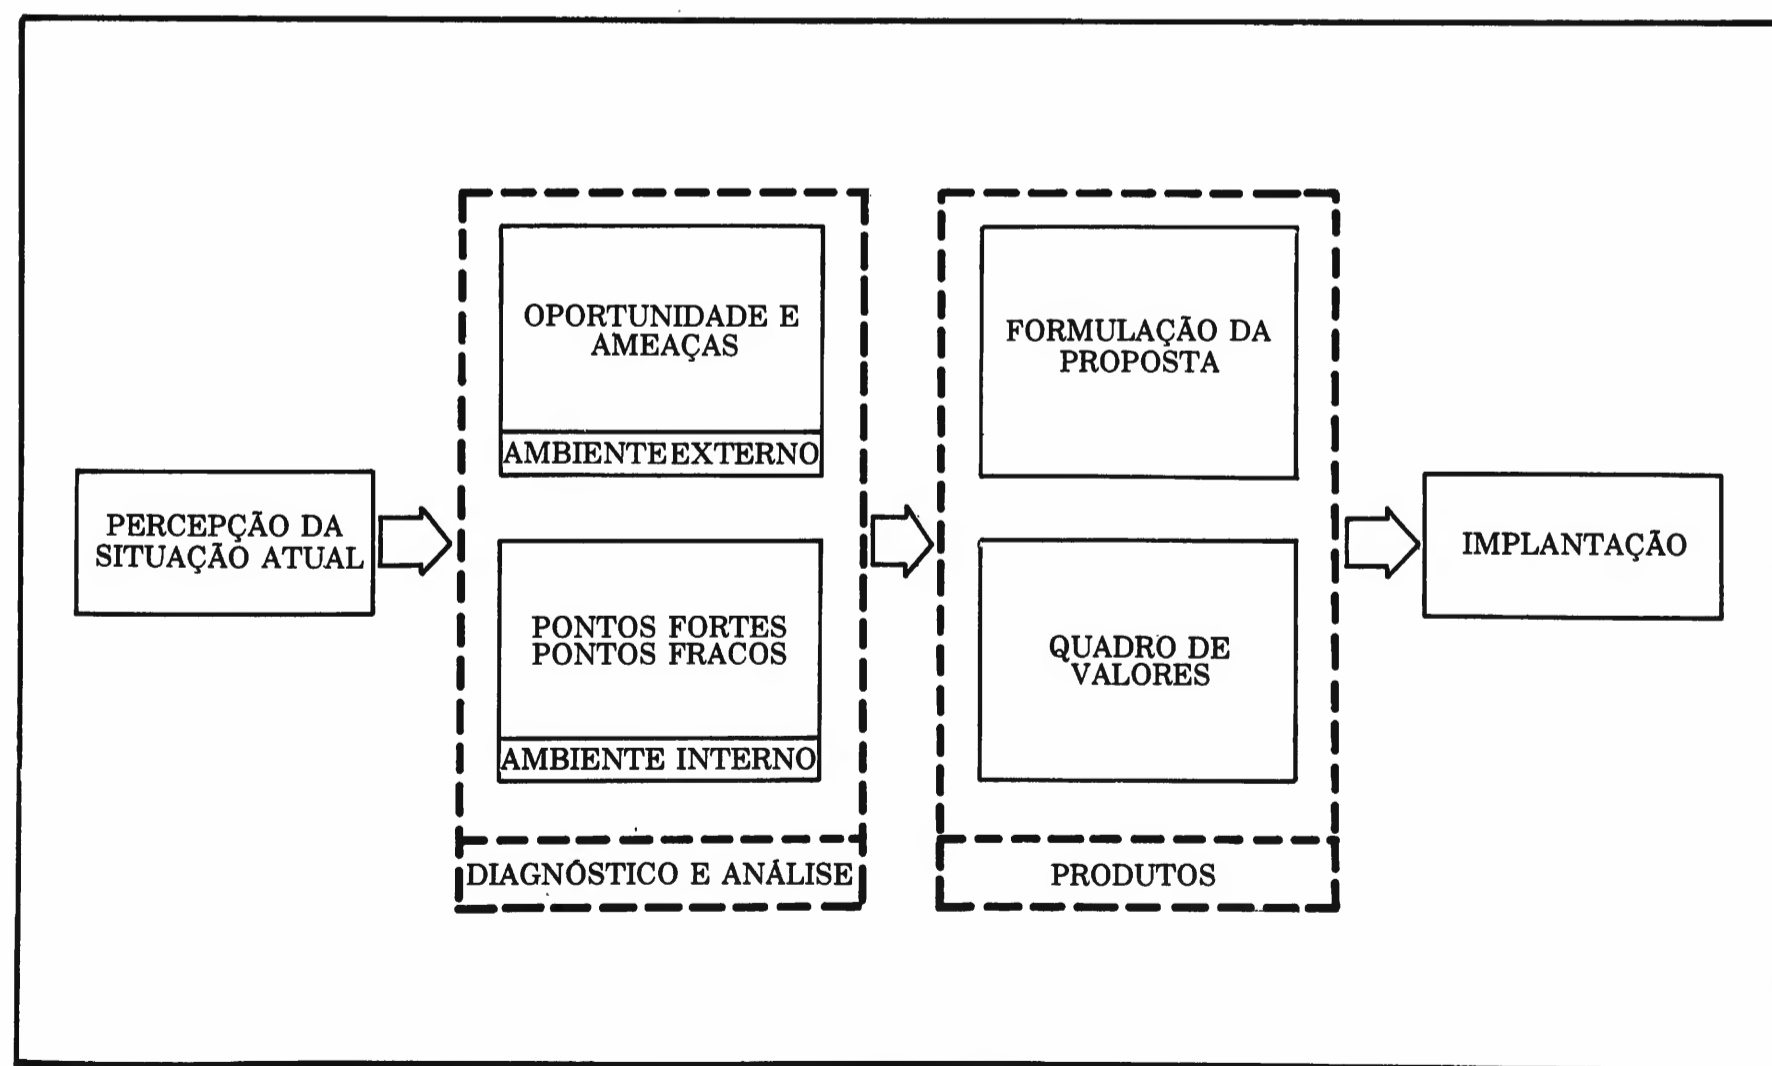 PERCEPÇÃO DA
SITUAÇÃO ATUAL
OPORTUNIDADE E
AMEAÇAS
AMBIENTE EXTERNO
PONTOS FORTES
PONTOS FRACOS
AMBIENTE INTERNO
DIAGNÓSTICO E ANÁLISE
FORMULAÇÃO DA
PROPOSTA
QUADRO DE
VALORES
PRODUTOS
IMPLANTAÇÃO